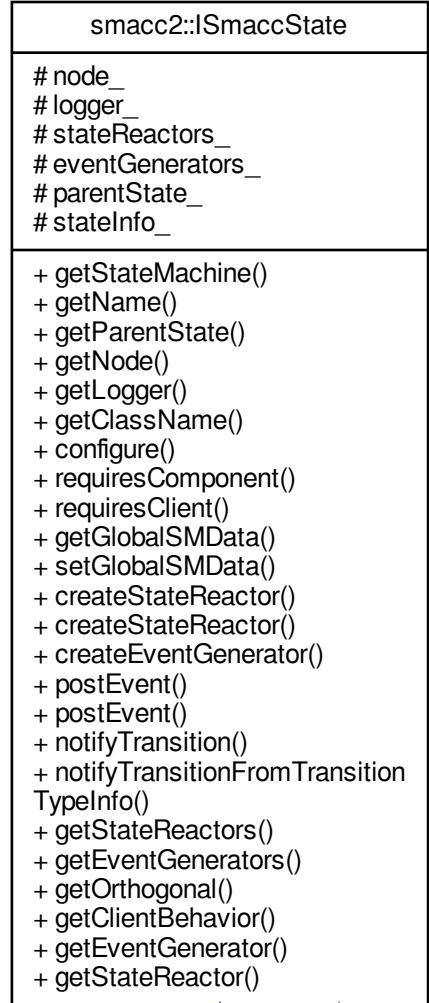 smacc2::ISmaccState
# node_
# logger_
# stateReactors_
# eventGenerators_
# parentState_
# stateInfo_
+ getStateMachine()
+ getName()
+ getParentState()
+ getNode()
+ getLogger()
+ getClassName()
+ configure()
+ requiresComponent()
+ requiresClient()
+ getGlobalSMData()
+ setGlobalSMData()
+ createStateReactor()
+ createStateReactor()
+ createEventGenerator()
+ postEvent()
+ postEvent()
+ notifyTransition()
+ notifyTransitionFromTransition
TypeInfo()
+ getStateReactors()
+ getEventGenerators()
+ getOrthogonal()
+ getClientBehavior()
+ getEventGenerator()
+ getStateReactor()